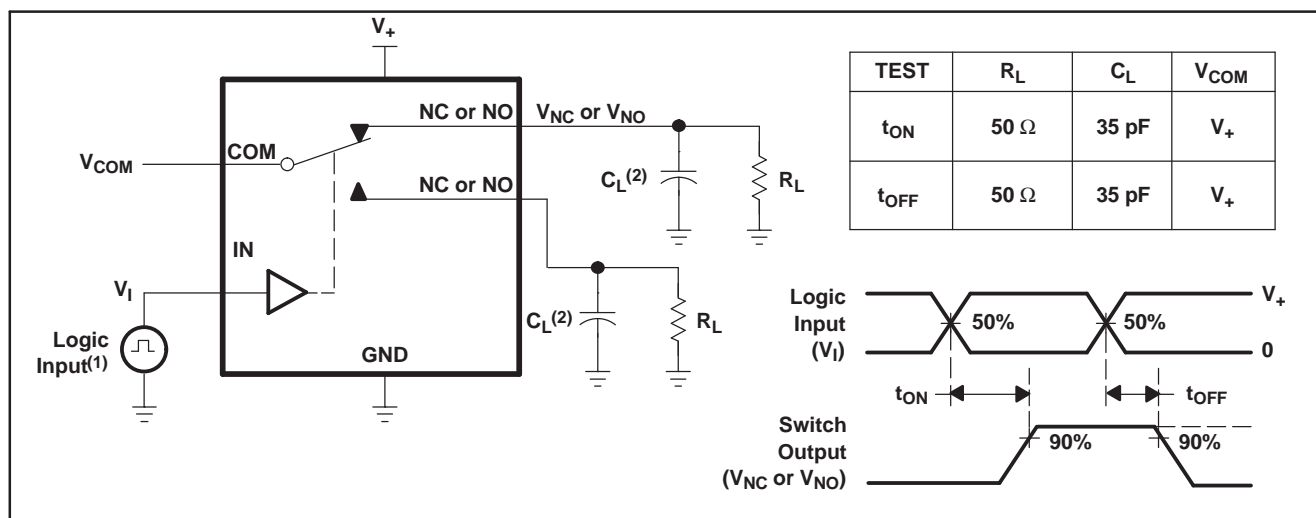 V+
NC or NO VNC or VNO
VCOM COM
CL(2) RL
NC or NO
IN
VI
CL(2) RL
Logic
Input(1)
GND
TEST RL CL VCOM
tON 50 Ω 35 pF V+
tOFF 50 Ω 35 pF V+
Logic
Input
(VI)
50% 50%
V+
0
tON tOFF
Switch
Output
(VNC or VNO)
90% 90%